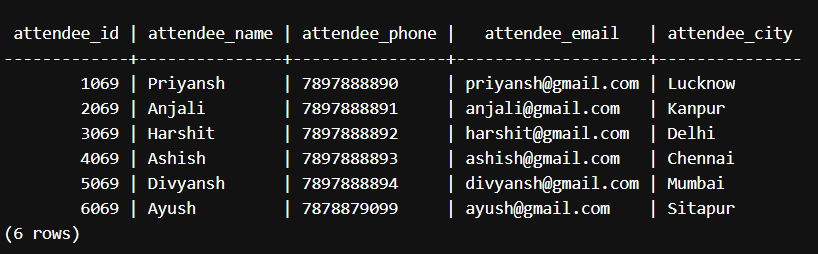 attendee_id | attendee_name | attendee_phone |   attendee_email   | attendee_city
-------------+---------------+----------------+--------------------+---------------
        1069 | Priyansh      | 7897888890     | priyansh@gmail.com | Lucknow
        2069 | Anjali        | 7897888891     | anjali@gmail.com   | Kanpur
        3069 | Harshit       | 7897888892     | harshit@gmail.com  | Delhi
        4069 | Ashish        | 7897888893     | ashish@gmail.com   | Chennai
        5069 | Divyansh      | 7897888894     | divyansh@gmail.com | Mumbai
        6069 | Ayush         | 7878879099     | ayush@gmail.com    | Sitapur
(6 rows)